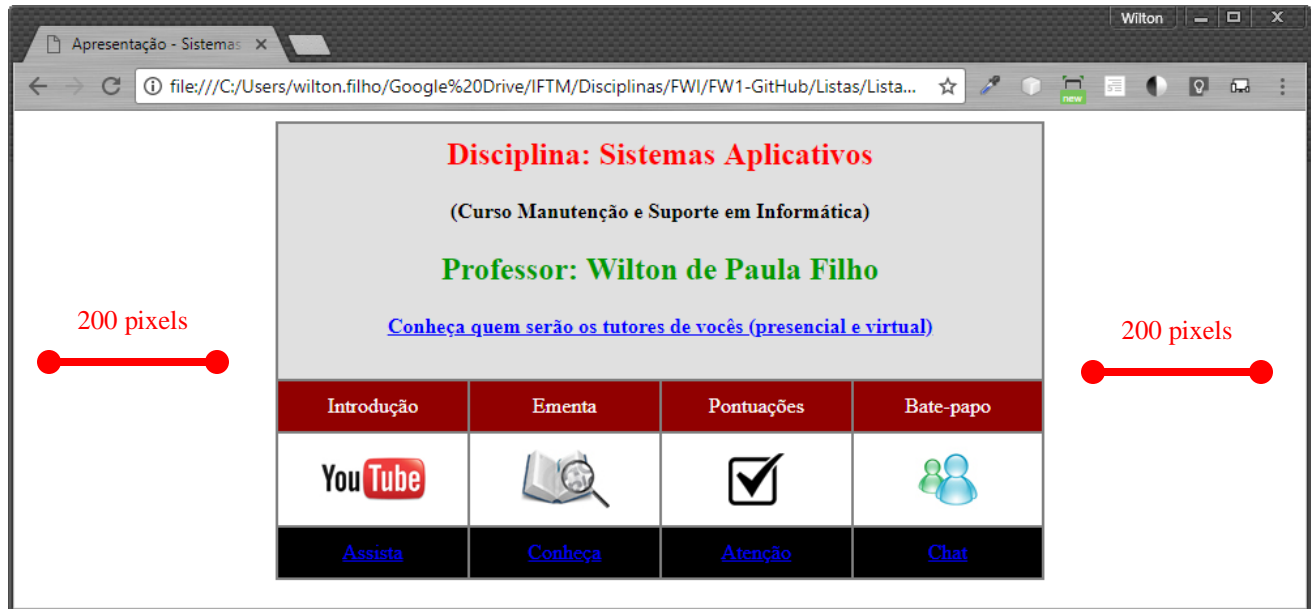 Wilton
Apresentação - Sistemas
file:///C:/Users/wilton.filho/Google%20Drive/IFTM/Disciplinas/FWI/FW1-GitHub/Listas/Lista...
new
Disciplina: Sistemas Aplicativos
(Curso Manutenção e Suporte em Informática)
Professor: Wilton de Paula Filho
Conheça quem serão os tutores de vocês (presencial e virtual)
200 pixels
200 pixels
Introdução Ementa Pontuações Bate-papo
You Tube
Assista Conheça Atenção Chat